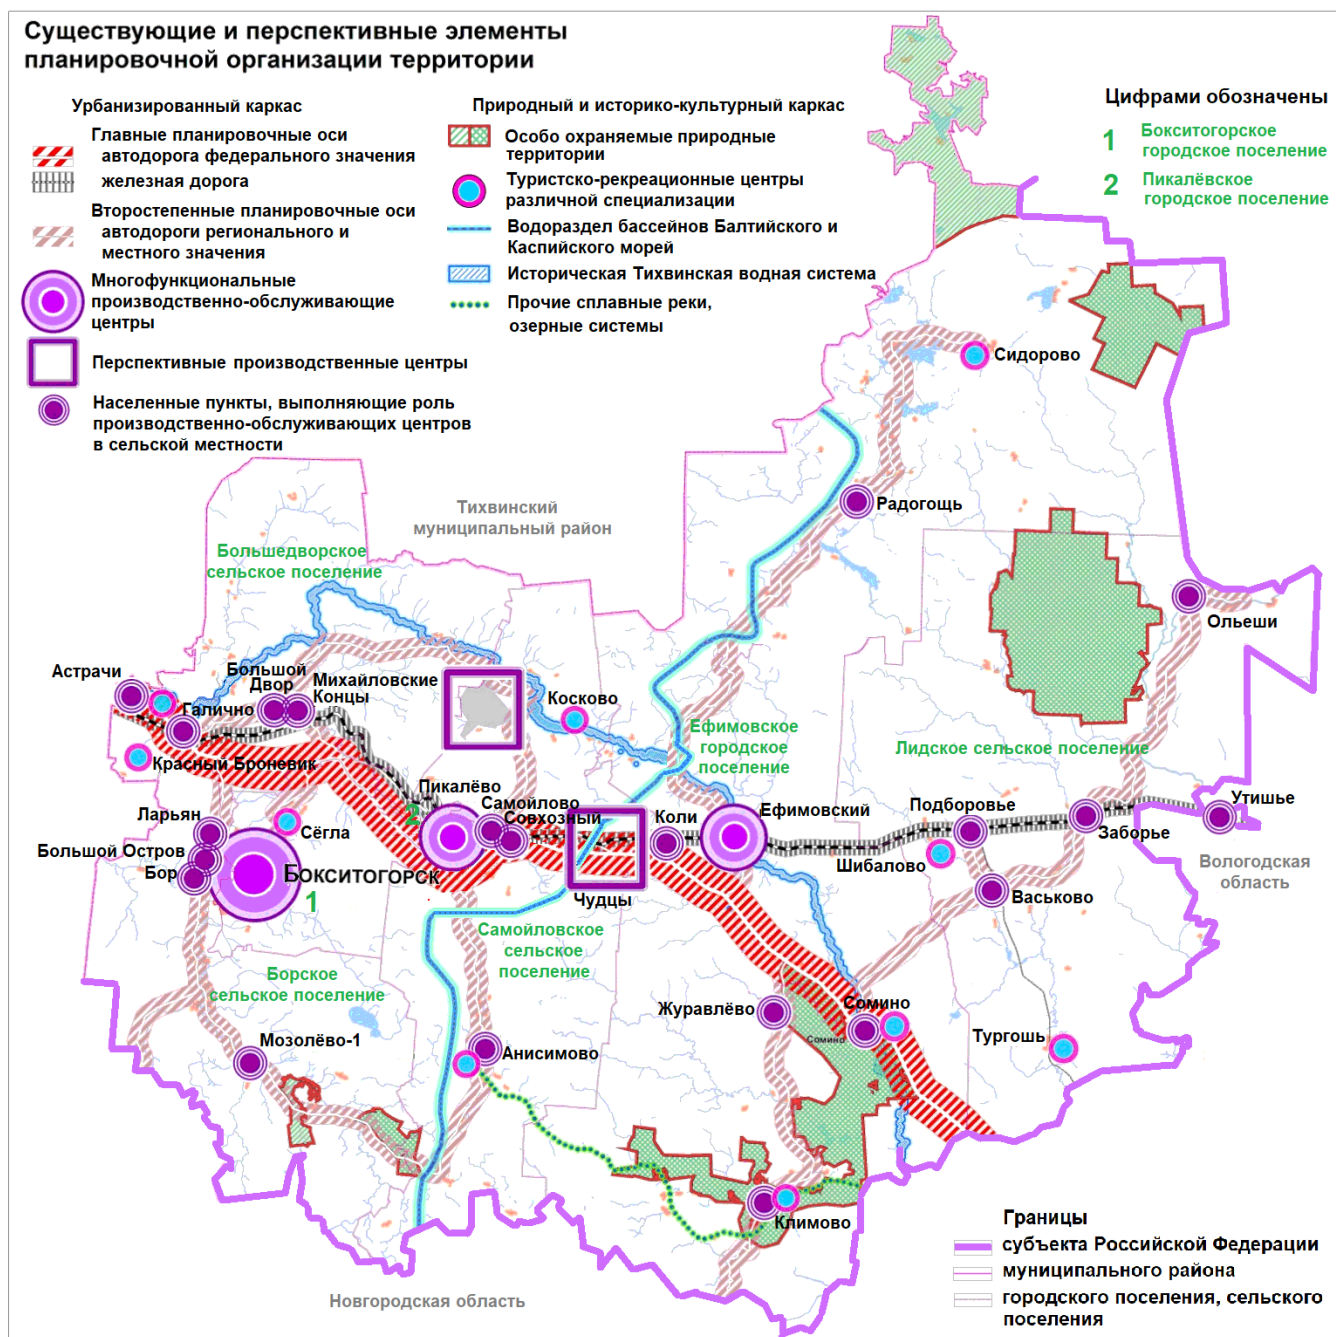 Существующие и перспективные элементы
планировочной организации территории
Урбанизированный каркас
Главные планировочные оси
автодорога федерального значения
железная дорога
Второстепенные планировочные оси
автодороги регионального и
местного значения
Многофункциональные
производственно-обслуживающие
центры
Перспективные производственные центры
Населенные пункты, выполняющие роль
производственно-обслуживающих центров
в сельской местности
Природный и историко-культурный каркас
Особо охраняемые природные
территории
Туристско-рекреационные центры
различной специализации
Водораздел бассейнов Балтийского и
Каспийского морей
Историческая Тихвинская водная система
Прочие сплавные реки,
озерные системы
Цифрами обозначены
1 Бокситогорское
городское поселение
2 Пикалёвское
городское поселение
Сидорово
Тихвинский
муниципальный район
Радогощь
Большедворское
сельское поселение
Ольеши
Астрачи
Большой
Двор
Михайловские
Концы
Галично
Косково
Ефимовское
городское
поселение
Лидское сельское поселение
Красный Броневик
Пикалёво
2
Самойлово
Совхозный
Ларьян
Сёгла
Коли
Ефимовский
Подборовье
Заборье
Утишье
Большой Остров
Бор
Бокситогорск
1
Шибалово
Вологодская
область
Чудцы
Васьково
Самойловское
сельское
поселение
Борское
сельское поселение
Журавлёво
Сомино
Сомино
Тургошь
Мозолёво-1
Анисимово
Климово
Новгородская область
Границы
субъекта Российской Федерации
муниципального района
городского поселения, сельского
поселения